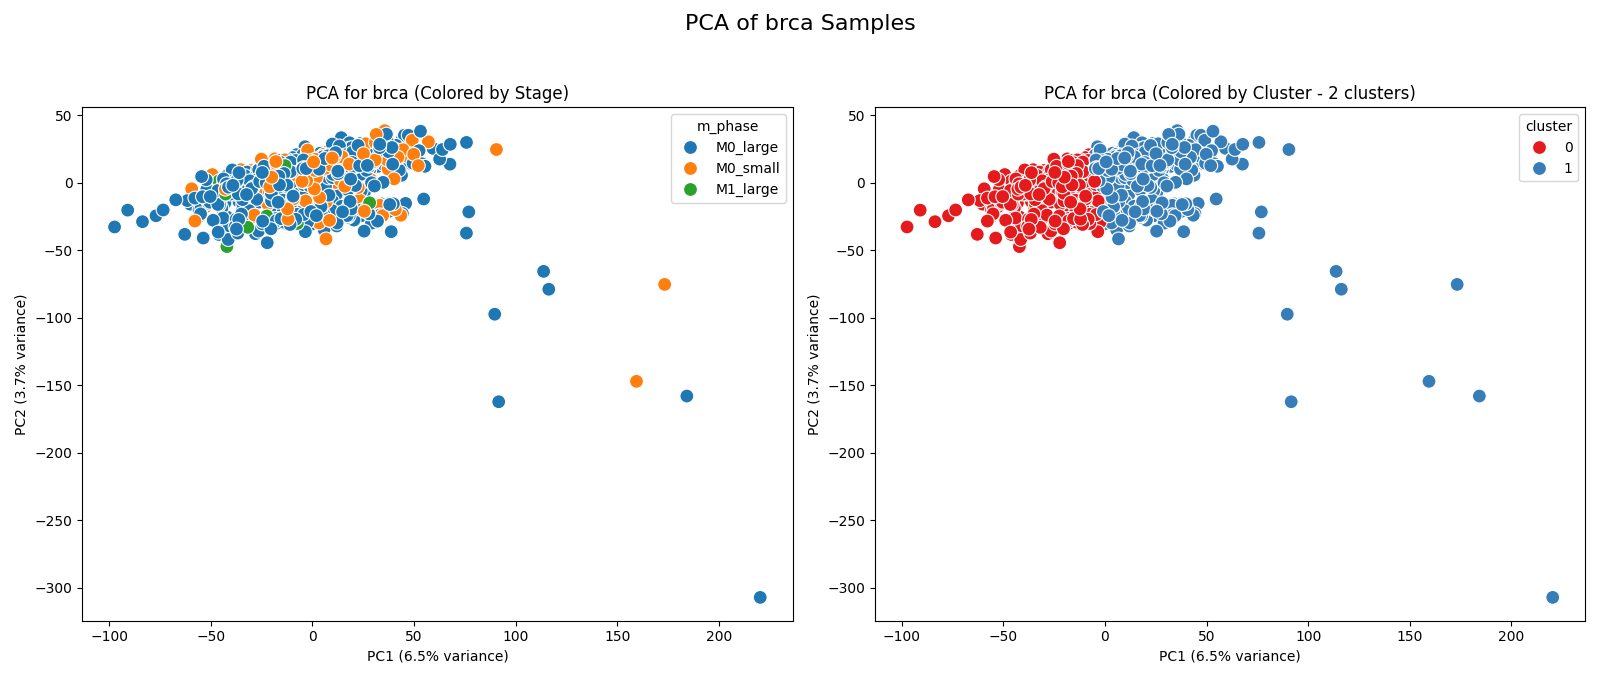 PCA of brca Samples
PCA for brca (Colored by Stage)
50
0
−50
−100
−150
−200
−250
−300
PC2 (3.7% variance)
m_phase
M0_large
M0_small
M1_large
−100
−50
0
50
100
150
200
PC1 (6.5% variance)
PCA for brca (Colored by Cluster - 2 clusters)
50
0
−50
−100
−150
−200
−250
−300
PC2 (3.7% variance)
cluster
0
1
−100
−50
0
50
100
150
200
PC1 (6.5% variance)